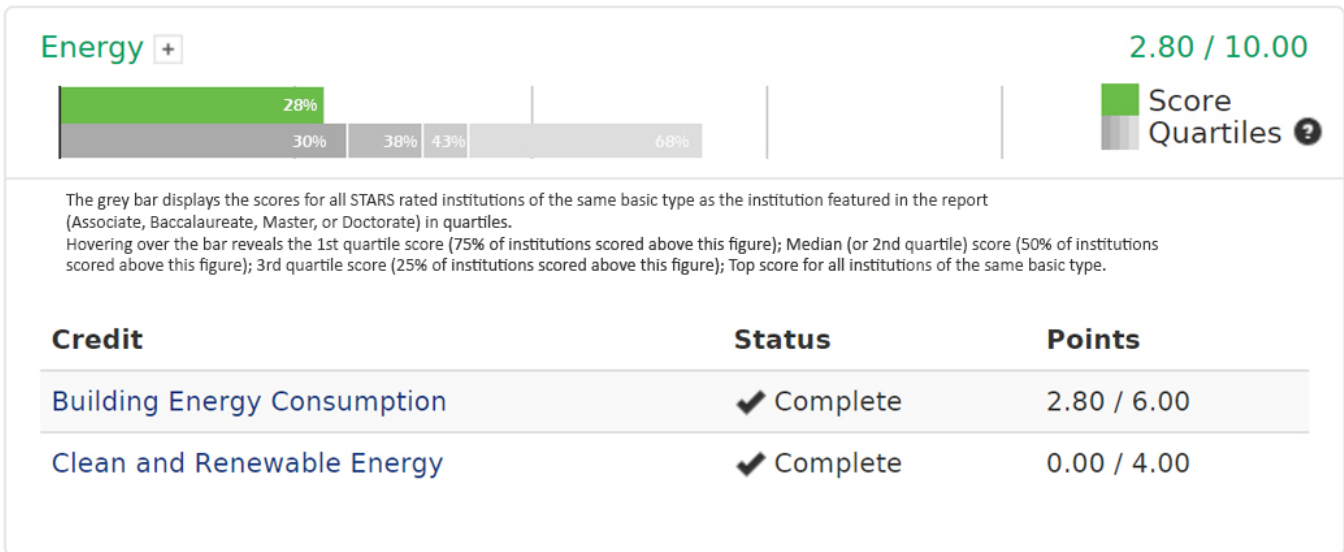 Energy +
2.80 / 10.00
28%
30% 38% 43% 68%
Score
Quartiles ?
The grey bar displays the scores for all STARS rated institutions of the same basic type as the institution featured in the report
(Associate, Baccalaureate, Master, or Doctorate) in quartiles.
Hovering over the bar reveals the 1st quartile score (75% of institutions scored above this figure); Median (or 2nd quartile) score (50% of institutions
scored above this figure); 3rd quartile score (25% of institutions scored above this figure); Top score for all institutions of the same basic type.
Credit Status Points
Building Energy Consumption Complete 2.80 / 6.00
Clean and Renewable Energy Complete 0.00 / 4.00